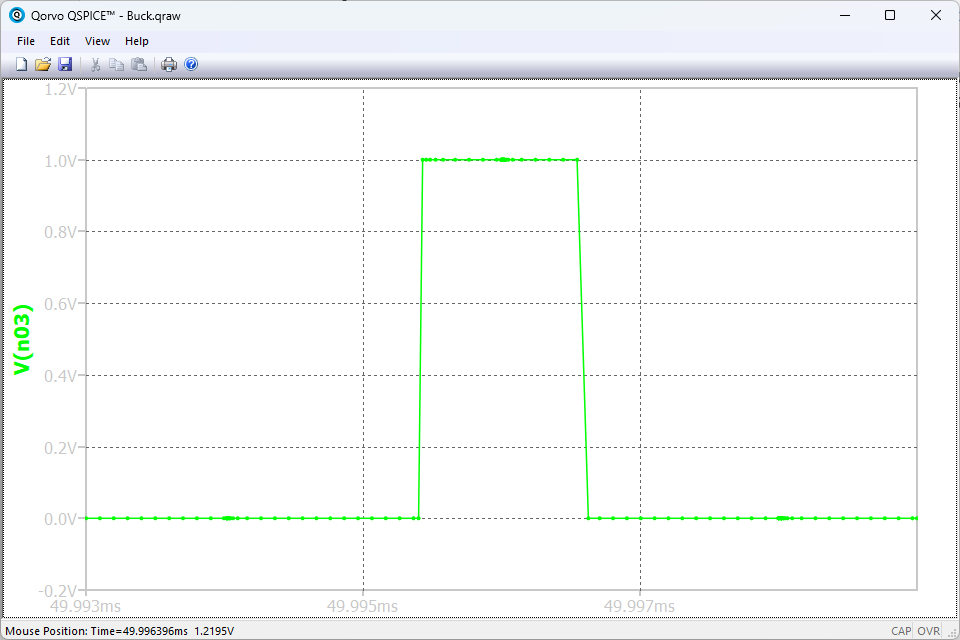 Qorvo QSPICE™ - Buck.qraw
File Edit View Help
1.2V
1.0V
0.8V
0.6V
0.4V
0.2V
0.0V
-0.2V
V(n03)
49.993ms 49.995ms 49.997ms
Mouse Position: Time=49.996396ms 1.2195V CAP OVR